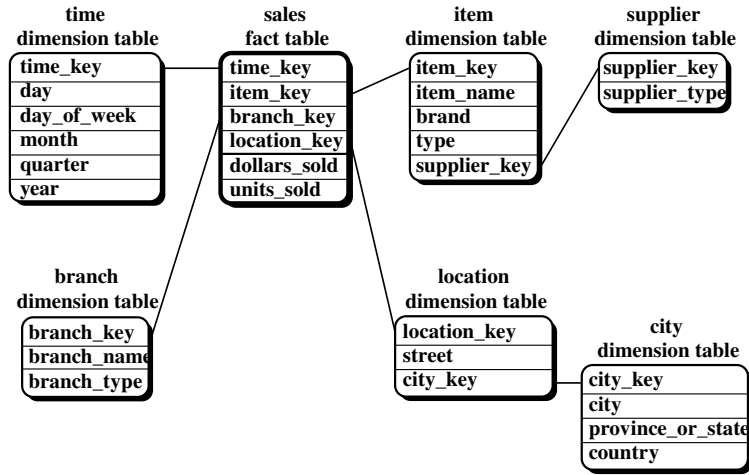 time
dimension table
time_key
day
day_of_week
month
quarter
year
sales
fact table
time_key
item_key
branch_key
location_key
dollars_sold
units_sold
item
dimension table
item_key
item_name
brand
type
supplier_key
supplier
dimension table
supplier_key
supplier_type
branch
dimension table
branch_key
branch_name
branch_type
location
dimension table
location_key
street
city_key
city
dimension table
city_key
city
province_or_state
country